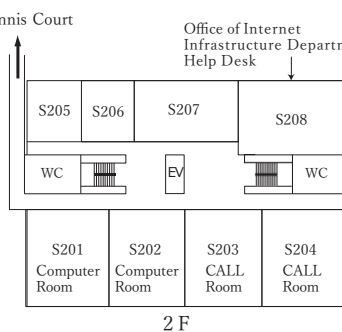 nnis Court
Office of Internet
Infrastructure Departm
Help Desk
S205
S206
S207
S208
WC
EV
WC
S201
Computer
Room
S202
Computer
Room
S203
CALL
Room
S204
CALL
Room
2 F